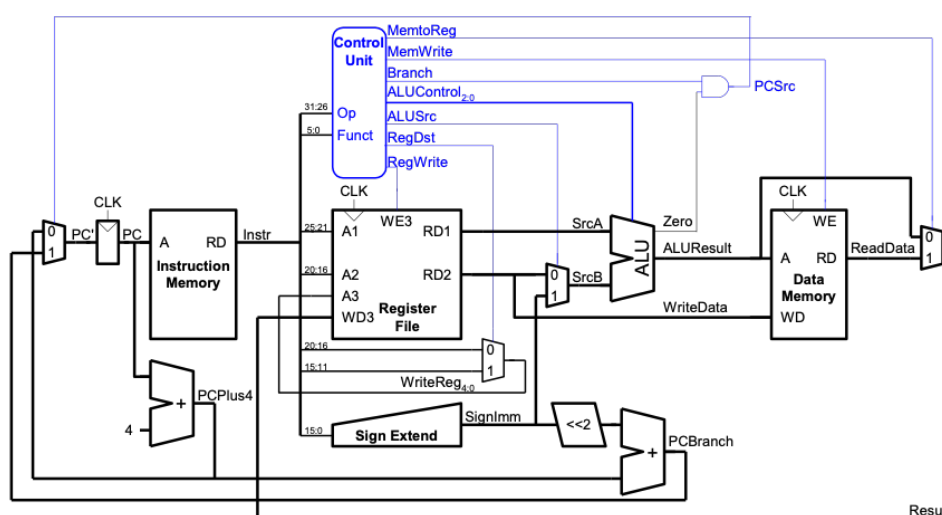 MemtoReg
Control Unit
MemWrite
Branch
PCSrc
ALUControl2:0
31:26
Op
ALUSrc
5:0
Funct
RegDst
RegWrite
CLK
CLK
CLK
WE3
WE
0
1
PC'
PC
A
RD
Instr
25:21
A1
RD1
SrcA
Zero
ALU
ALUResult
0
1
Instruction Memory
20:16
A2
RD2
0
1
SrcB
A
RD
ReadData
Data Memory
A3
WD3
Register File
WriteData
WD
20:16
0
15:11
1
WriteReg4:0
PCPlus4
+
4
SignImm
15:0
Sign Extend
<<2
+
PCBranch
Resu